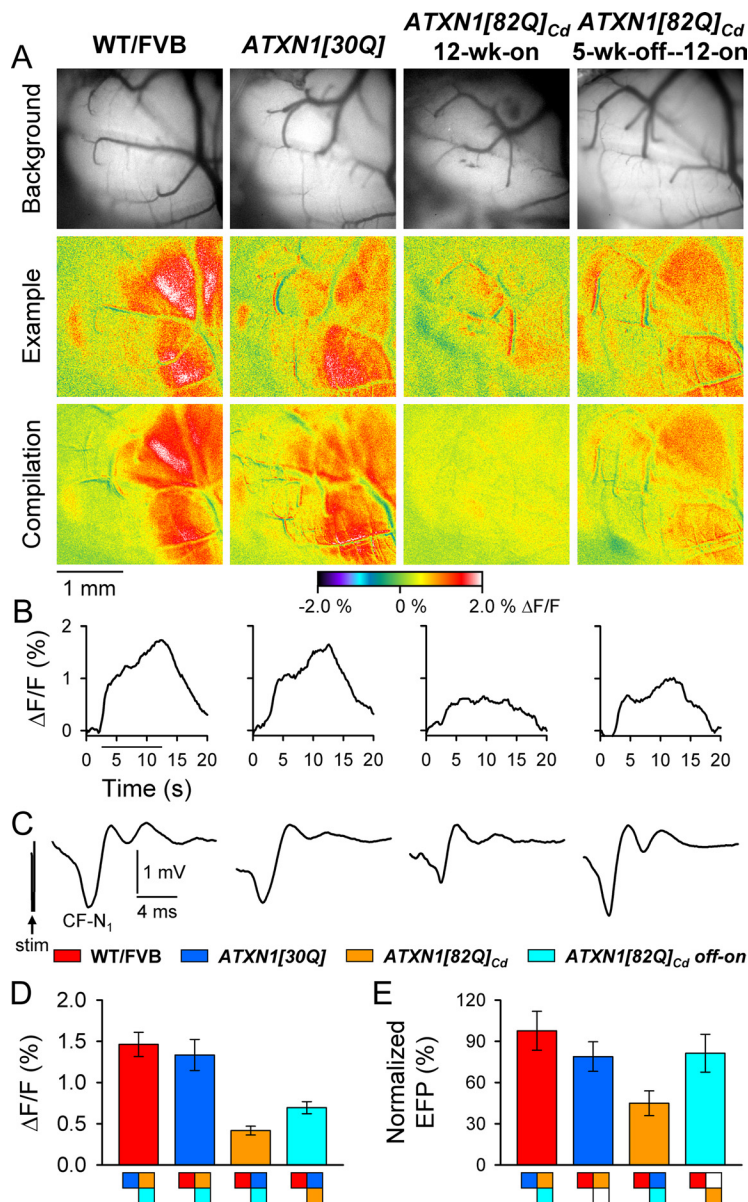 WT/FVB ATXN1[30Q] ATXN1[82Q]Cd 12-wk-on ATXN1[82Q]Cd 5-wk-off--12-on
A
Background
Example
Compilation
1 mm
-2.0 % 0 % 2.0 % ΔF/F
B
ΔF/F (%)
2
1
0
0 5 10 15 20 0 5 10 15 20 0 5 10 15 20 0 5 10 15 20
Time (s)
C
1 mV
4 ms
CF-N1
stim
WT/FVB ATXN1[30Q] ATXN1[82Q]Cd ATXN1[82Q]Cd off-on
D
ΔF/F (%)
2.0
1.5
1.0
0.5
0.0
E
Normalized
EFP (%)
120
90
60
30
0